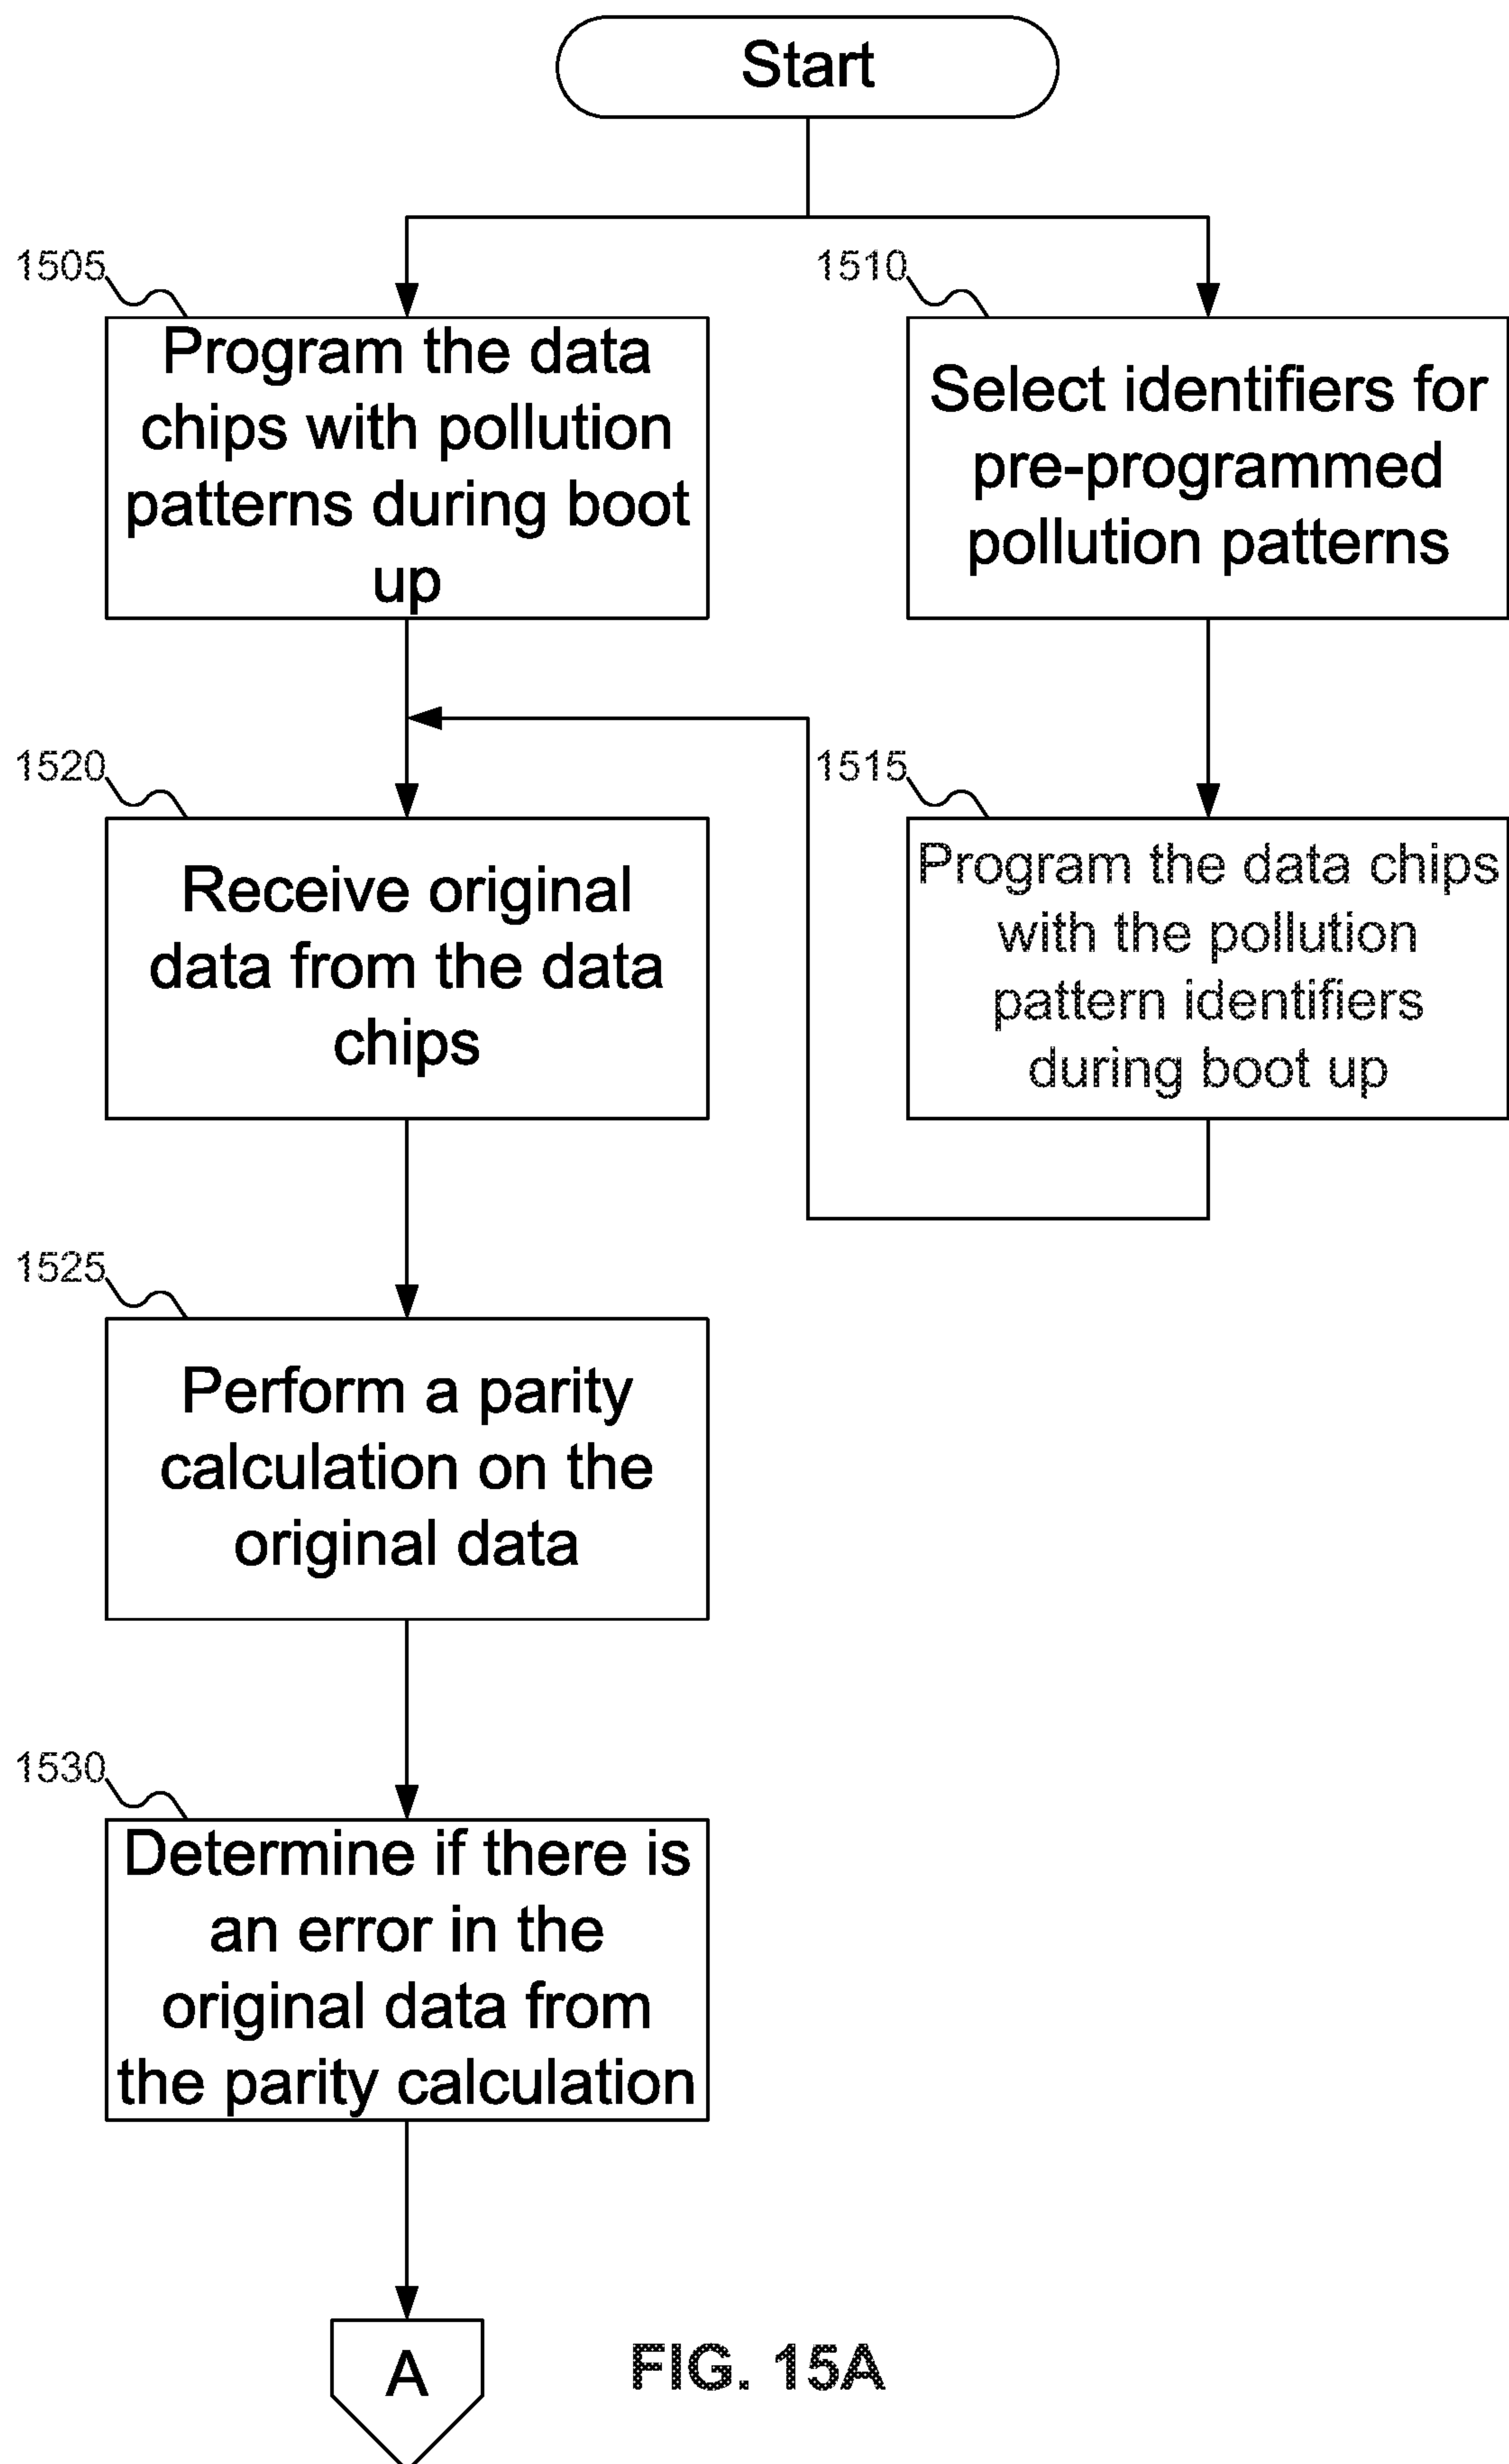 Start
1505
Program the data
chips with pollution
patterns during boot
up
1510
Select identifiers for
pre-programmed
pollution patterns
1520
Receive original
data from the data
chips
1515
Program the data chips
with the pollution
pattern identifiers
during boot up
1525
Perform a parity
calculation on the
original data
1530
Determine if there is
an error in the
original data from
the parity calculation
A
FIG. 15A